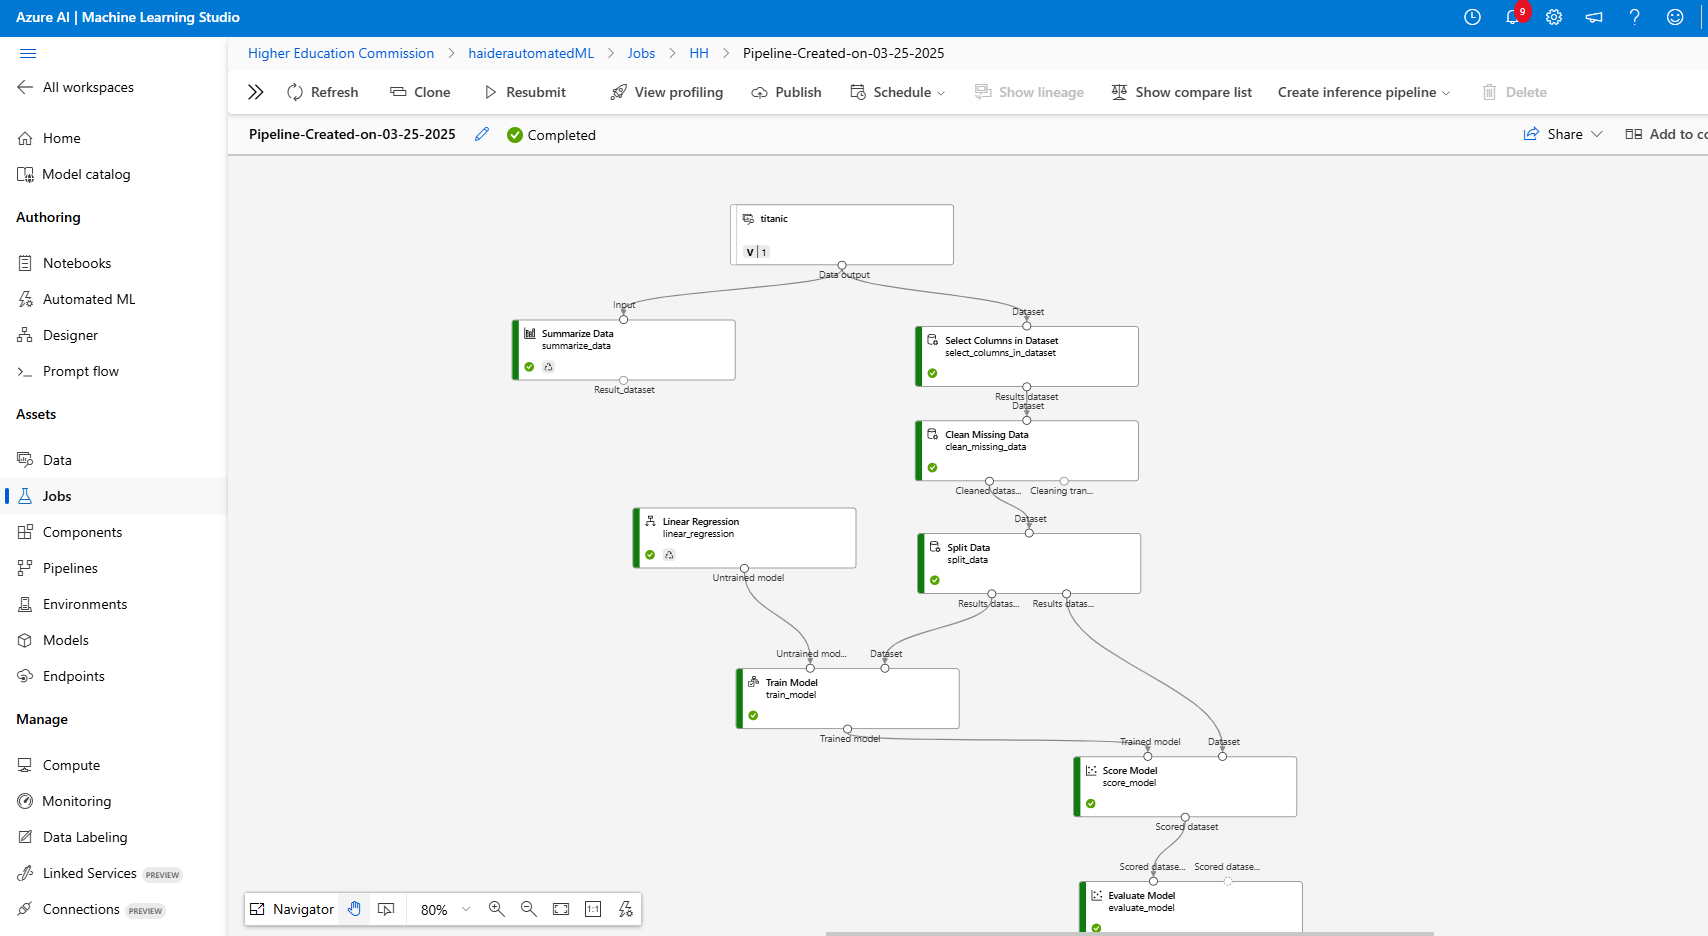 Azure AI | Machine Learning Studio
9
All workspaces
Home
Model catalog
Authoring
Notebooks
Automated ML
Designer
Prompt flow
Assets
Data
Jobs
Components
Pipelines
Environments
Models
Endpoints
Manage
Compute
Monitoring
Data Labeling
Linked Services PREVIEW
Connections PREVIEW
Higher Education Commission > haiderautomatedML > Jobs > HH > Pipeline-Created-on-03-25-2025
Refresh Clone Resubmit View profiling Publish Schedule Show lineage Show compare list Create inference pipeline Delete
Pipeline-Created-on-03-25-2025 Completed Share Add to co
titanic
V | 1
Data output
Input
Summarize Data
summarize_data
Result_dataset
Dataset
Select Columns in Dataset
select_columns_in_dataset
Results dataset
Dataset
Clean Missing Data
clean_missing_data
Cleaned datas... Cleaning tran...
Linear Regression
linear_regression
Untrained model
Dataset
Split Data
split_data
Results datas... Results datas...
Untrained mod... Dataset
Train Model
train_model
Trained model
Trained model Dataset
Score Model
score_model
Scored dataset
Scored datase... Scored datase...
Evaluate Model
evaluate_model
Navigator 80% 1:1